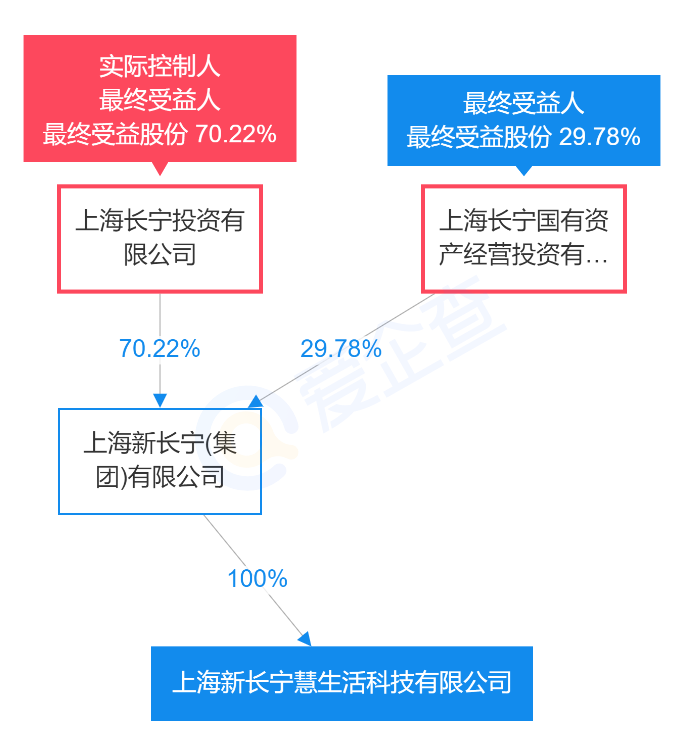 实际控制人
最终受益人
最终受益股份 70.22%
最终受益人
最终受益股份 29.78%
上海长宁投资有
限公司
上海长宁国有资
产经营投资有...
70.22%
29.78%
爱企查
上海新长宁(集
团)有限公司
100%
上海新长宁慧生活科技有限公司